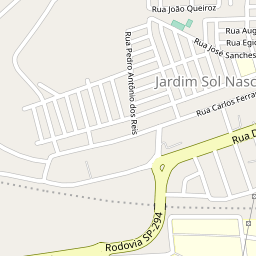 Rua João Queiroz
Rua Aug
Rua Egíd
Rua José Sanches
Rua Pedro Antônio dos Reis
Jardim Sol Nasc
Rua Carlos Ferra
Rua D
Rodovia SP-294